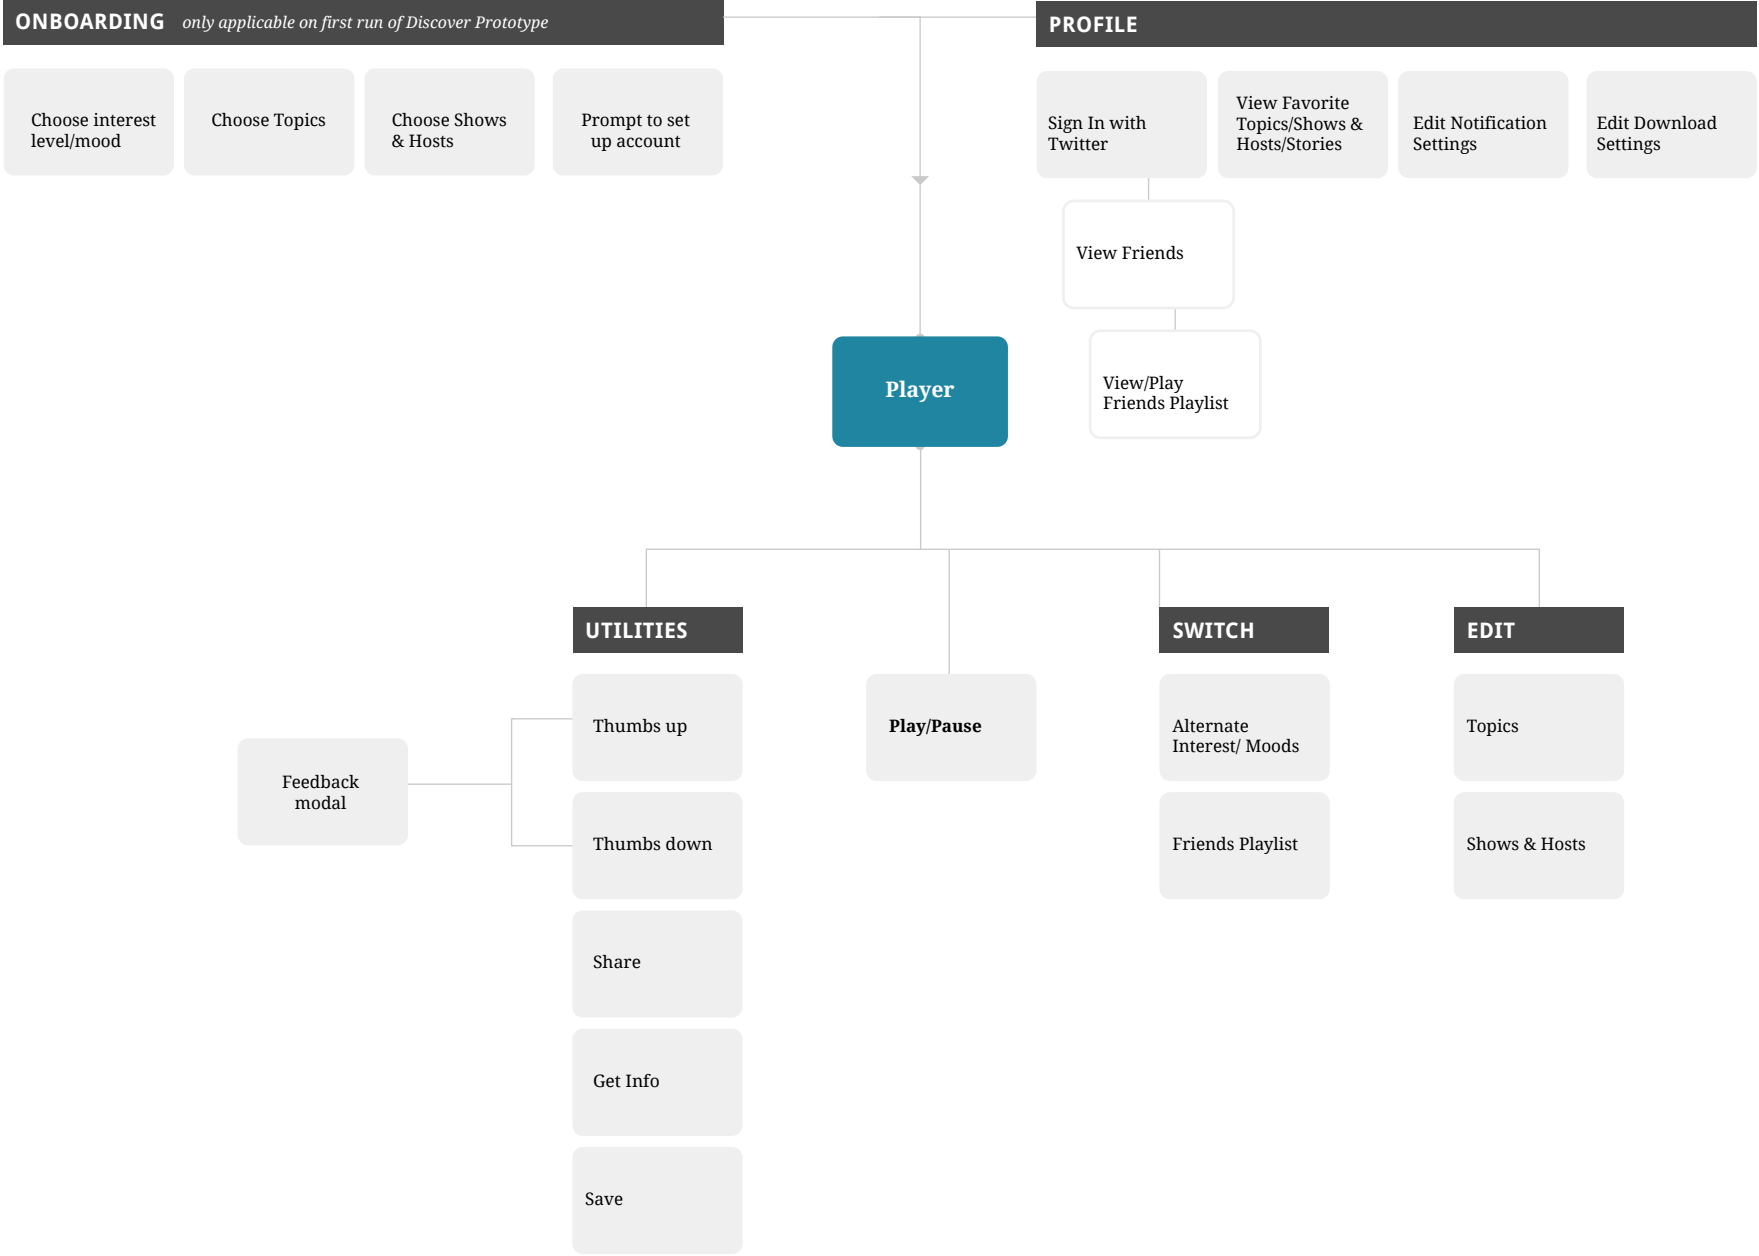 ONBOARDING only applicable on first run of Discover Prototype
PROFILE
Choose interest
level/mood
Choose Topics
Choose Shows
& Hosts
Prompt to set
up account
Sign In with
Twitter
View Favorite
Topics/Shows &
Hosts/Stories
Edit Notification
Settings
Edit Download
Settings
View Friends
View/Play
Friends Playlist
Player
UTILITIES
SWITCH
EDIT
Thumbs up
Play/Pause
Alternate
Interest/ Moods
Topics
Feedback
modal
Thumbs down
Friends Playlist
Shows & Hosts
Share
Get Info
Save